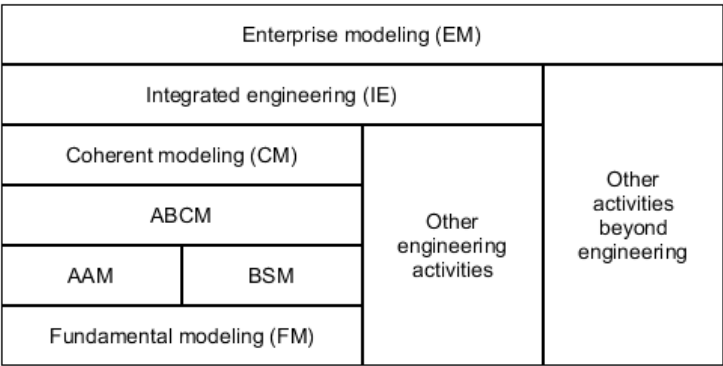 Enterprise modeling (EM)
Integrated engineering (IE)
Coherent modeling (CM)
ABCM
AAM
BSM
Fundamental modeling (FM)
Other
engineering
activities
Other
activities
beyond
engineering